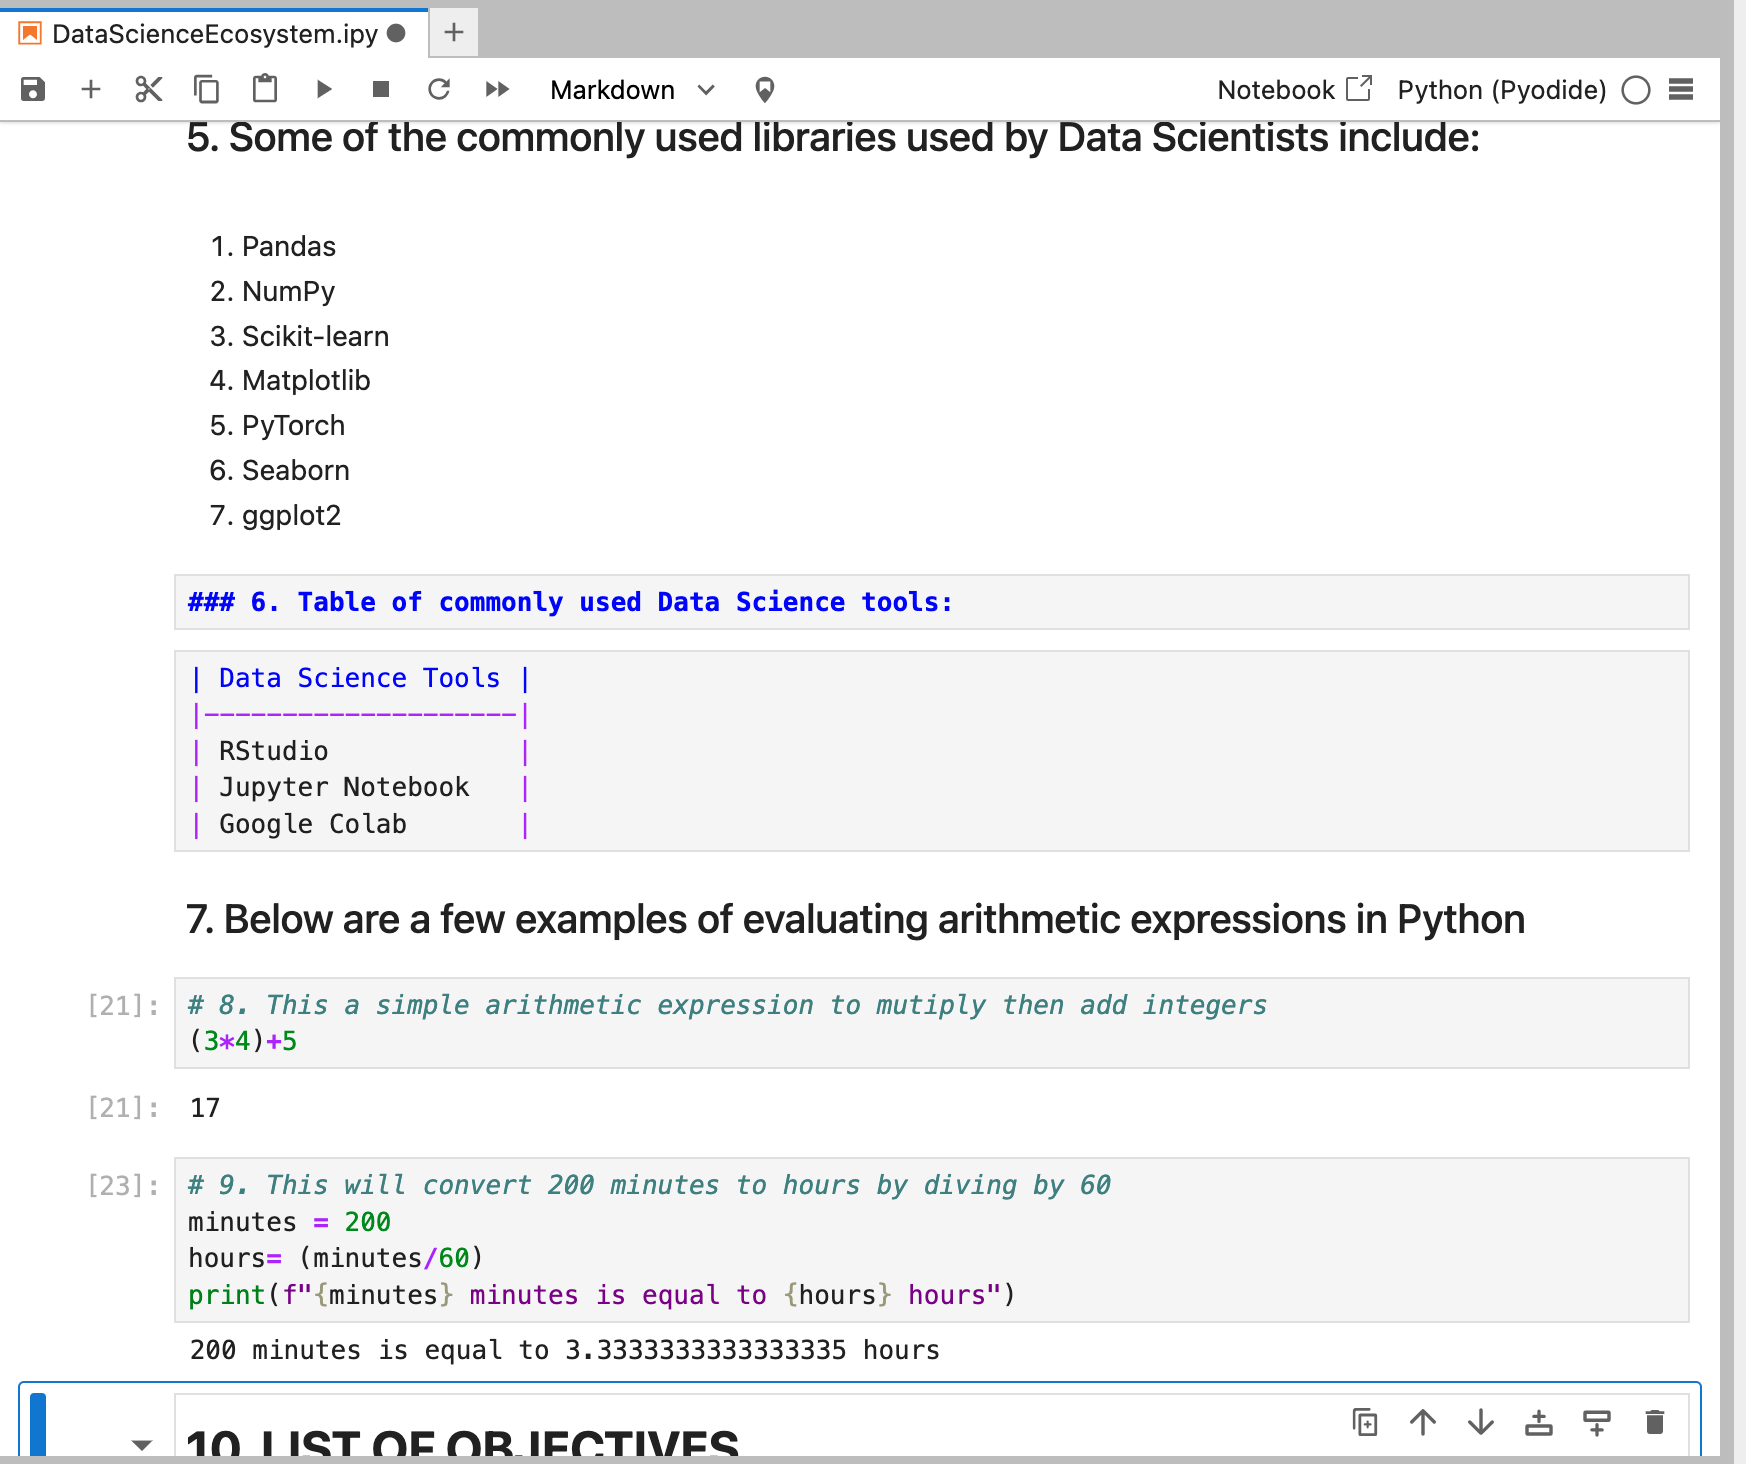 DataScienceEcosystem.ipy
Markdown
Notebook
Python (Pyodide)
5. Some of the commonly used libraries used by Data Scientists include:
1. Pandas
2. NumPy
3. Scikit-learn
4. Matplotlib
5. PyTorch
6. Seaborn
7. ggplot2
### 6. Table of commonly used Data Science tools:
| Data Science Tools |
|--------------------|
| RStudio            |
| Jupyter Notebook   |
| Google Colab       |
7. Below are a few examples of evaluating arithmetic expressions in Python
[21]: # 8. This a simple arithmetic expression to mutiply then add integers
(3*4)+5
[21]: 17
[23]: # 9. This will convert 200 minutes to hours by diving by 60
minutes = 200
hours= (minutes/60)
print(f"{minutes} minutes is equal to {hours} hours")
200 minutes is equal to 3.3333333333333335 hours
10. LIST OF OBJECTIVES